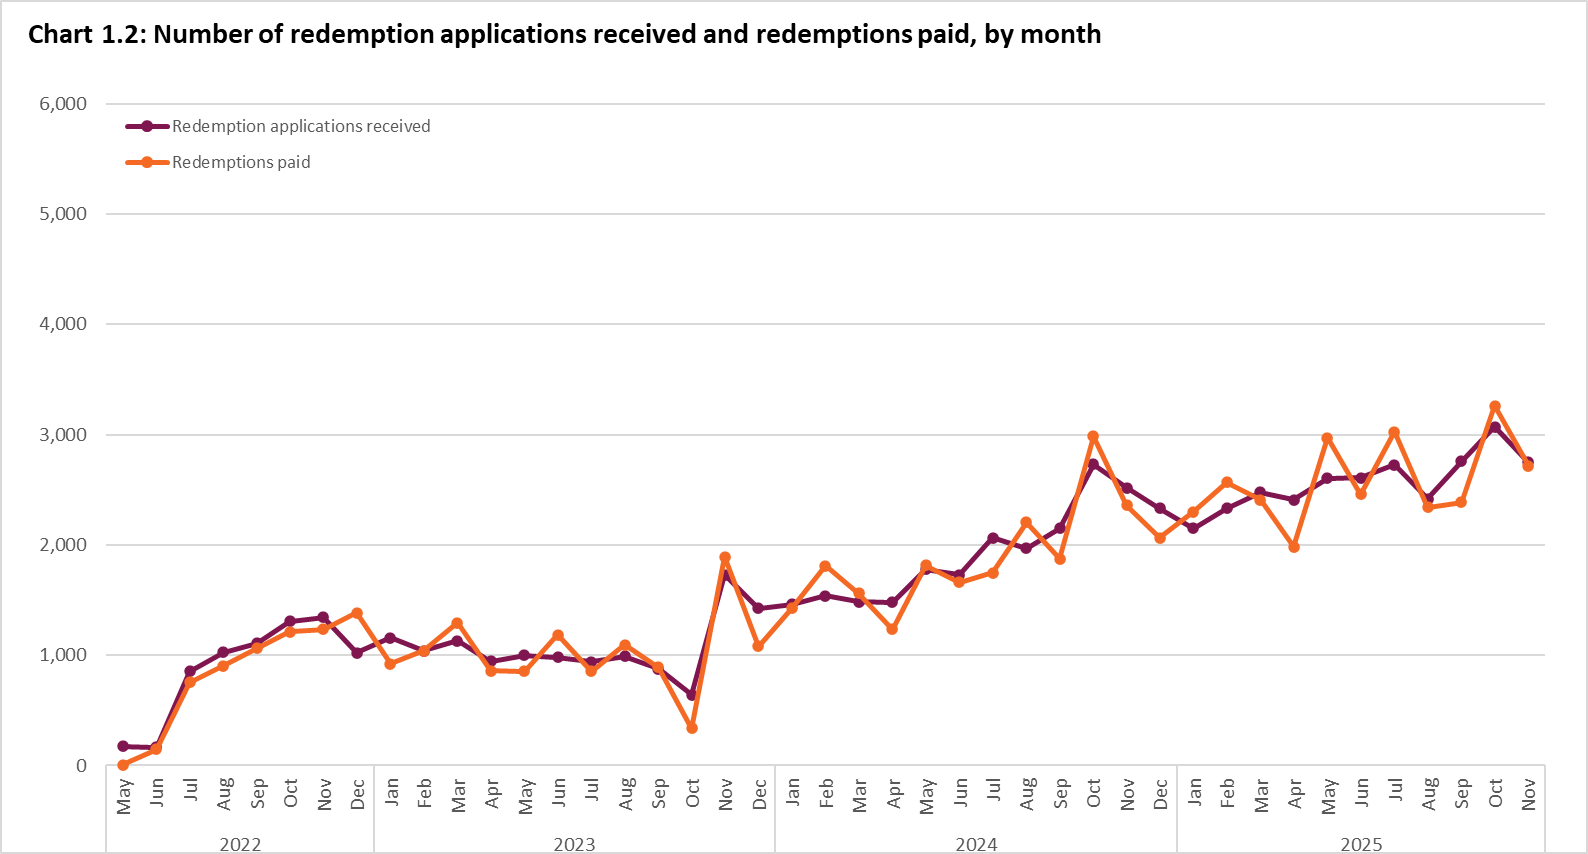 Chart 1.2: Number of redemption applications received and redemptions paid, by month
6,000
Redemption applications received
Redemptions paid
5,000
4,000
3,000
2,000
1,000
0
May Jun Jul Aug Sep Oct Nov Dec Jan Feb Mar Apr May Jun Jul Aug Sep Oct Nov Dec Jan Feb Mar Apr May Jun Jul Aug Sep Oct Nov Dec Jan Feb Mar Apr May Jun Jul Aug Sep Oct Nov
2022 2023 2024 2025